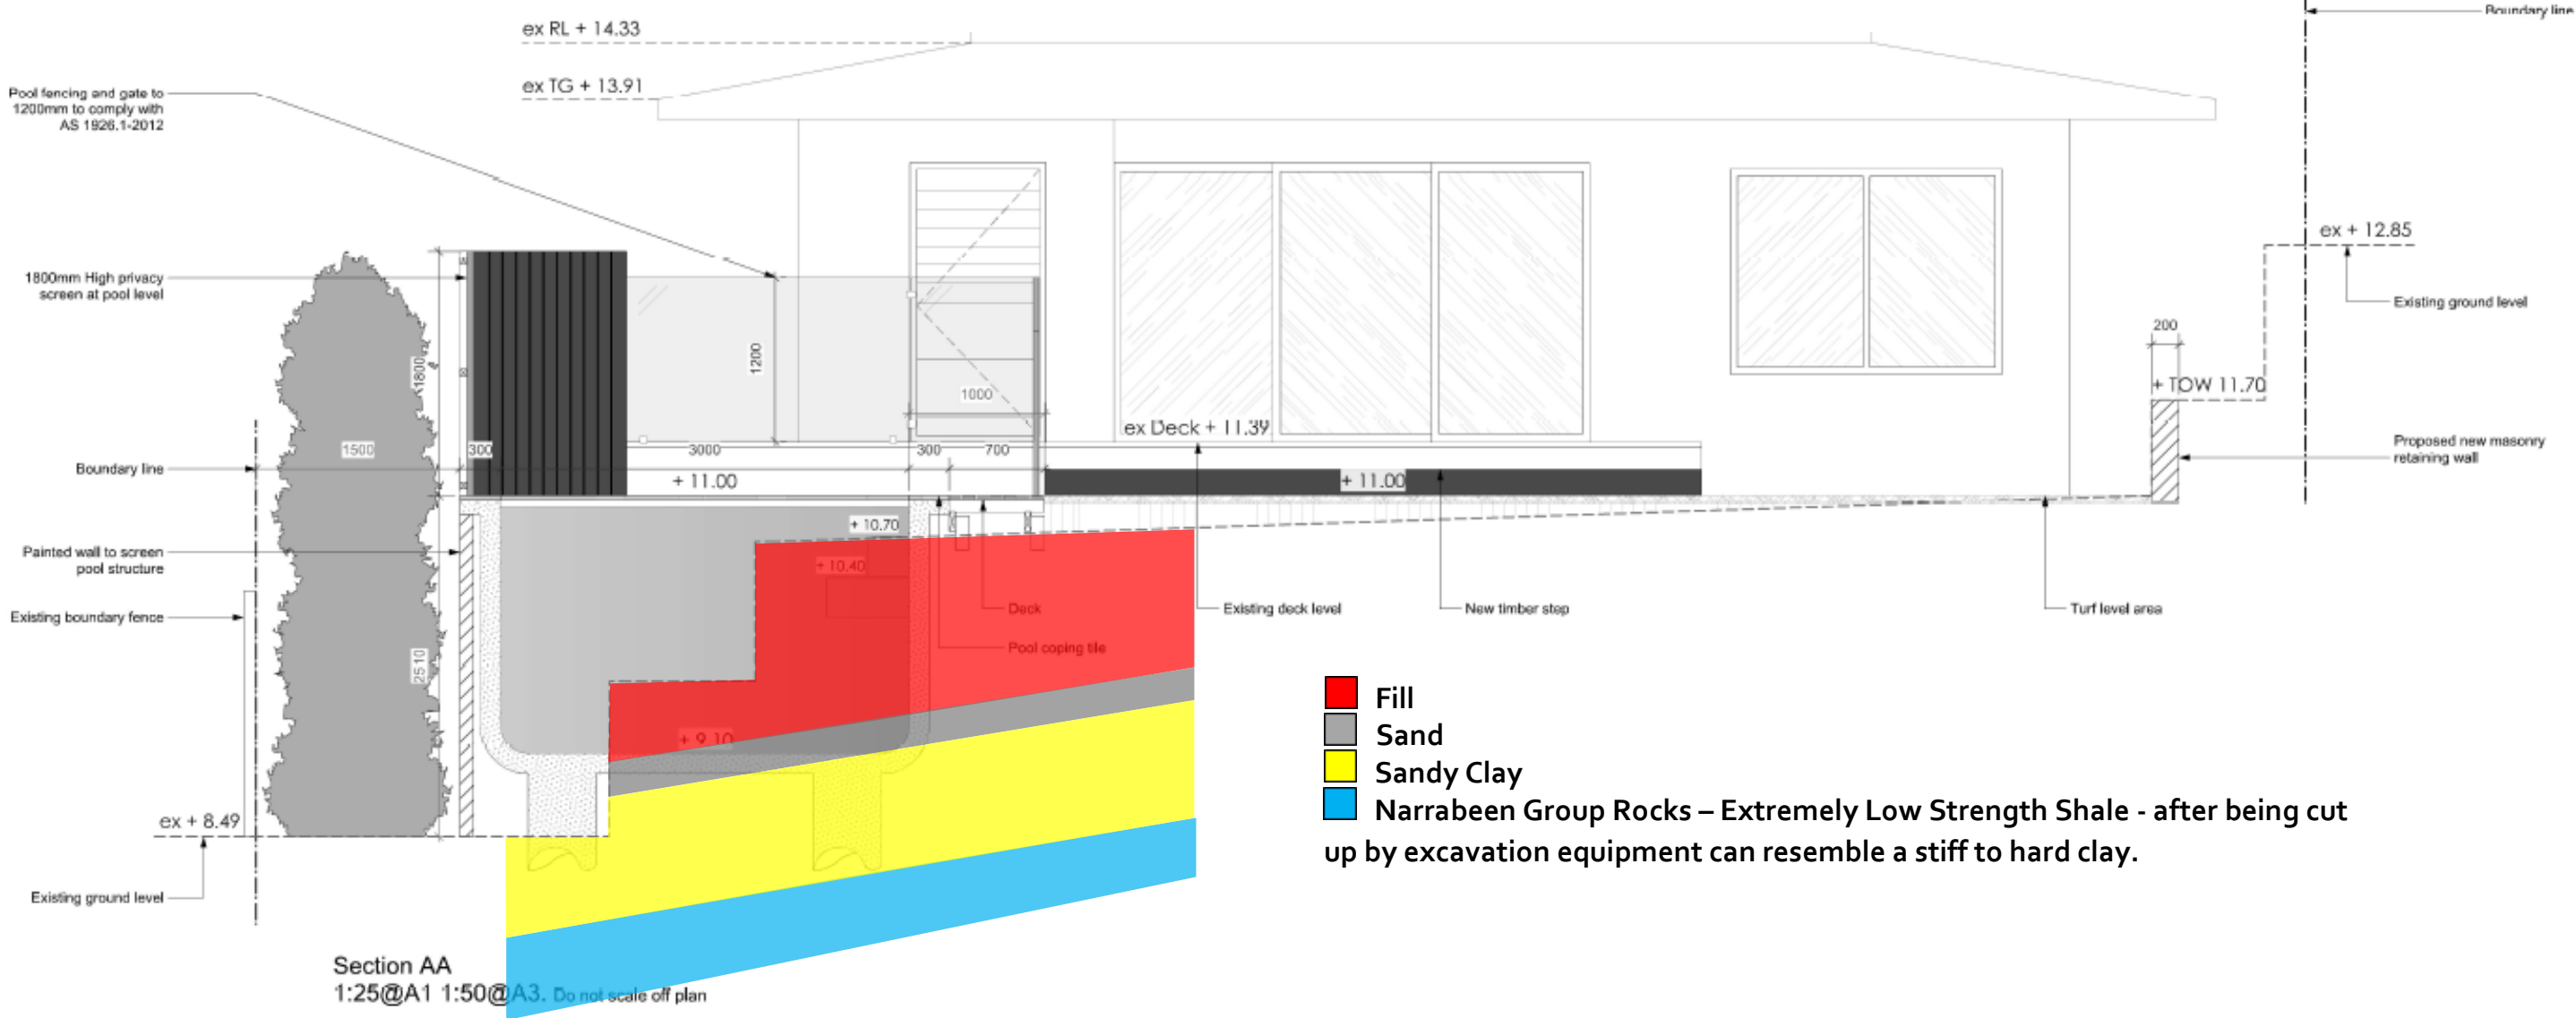 Boundary line
ex RL + 14.33
ex TG + 13.91
Pool fencing and gate to
1200mm to comply with
AS 1926.1-2012
ex + 12.85
1800mm High privacy
screen at pool level
Existing ground level
200
1800
1200
1000
+ TOW 11.70
ex Deck + 11.39
1500
300
3000
300
700
Proposed new masonry
retaining wall
Boundary line
+ 11.00
+ 11.00
+ 10.70
Painted wall to screen
pool structure
+ 10.40
Existing boundary fence
Deck
Existing deck level
New timber step
Turf level area
Pool coping tile
2510
+ 9.10
ex + 8.49
Existing ground level
Fill
Sand
Sandy Clay
Narrabeen Group Rocks – Extremely Low Strength Shale - after being cut
up by excavation equipment can resemble a stiff to hard clay.
Section AA
1:25@A1 1:50@A3. Do not scale off plan